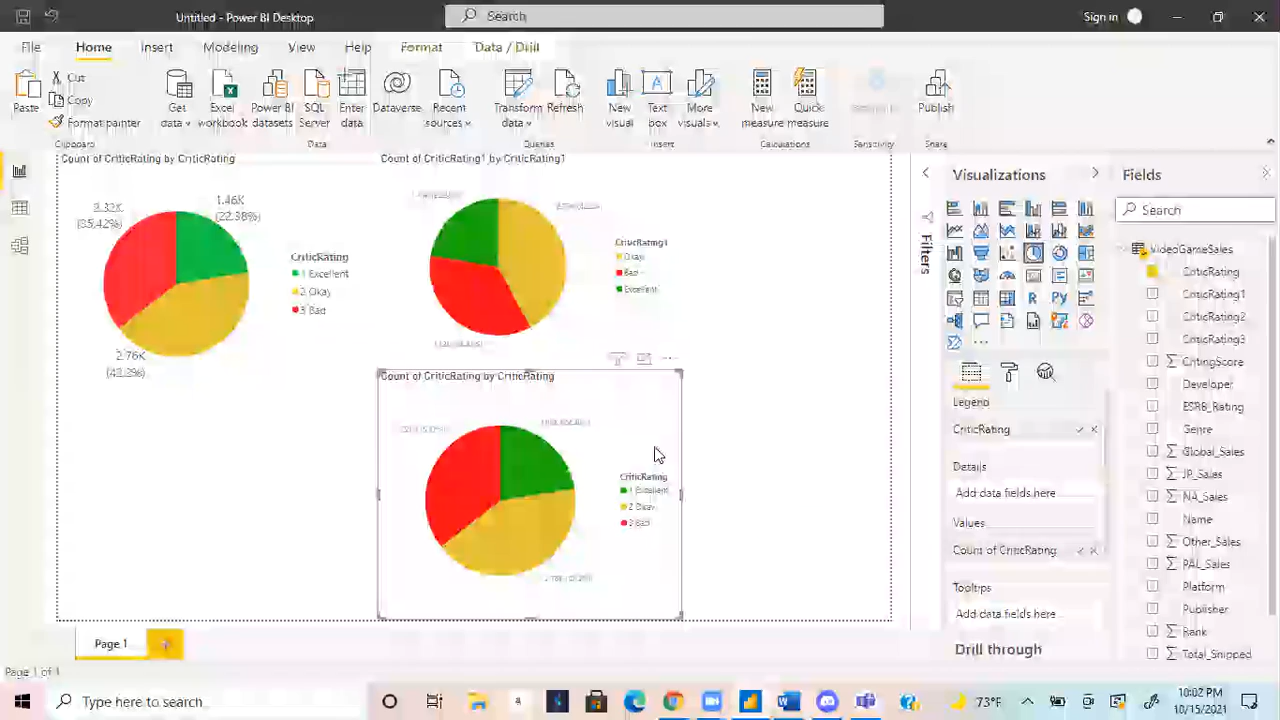 Untitled - Power BI Desktop
Search
Sign in
File Home Insert Modeling View Help Format Data / Drill
Paste
Cut
Copy
Format painter
Get data
Excel workbook
Power BI datasets
SQL Server
Enter data
Dataverse
Recent sources
Transform data
Refresh
New visual
Text box
More visuals
New measure
Quick measure
Publish
Clipboard
Data
Queries
Insert
Calculations
Sensitivity
Share
Count of CriticRating by CriticRating
1.46K
(22.38%)
(35.42%)
2.76K
(42.2%)
CriticRating
1 Excellent
2 Okay
3 Bad
Count of CriticRating1 by CriticRating1
CriticRating1
Okay
Bad
Excellent
Count of CriticRating by CriticRating
CriticRating
1 Excellent
2 Okay
3 Bad
Filters
Visualizations
Legend
CriticRating
Details
Add data fields here
Values
Count of CriticRating
Tooltips
Add data fields here
Drill through
Fields
Search
VideoGameSales
CriticRating
CriticRating1
CriticRating2
CriticRating3
Developer
ESRB_Rating
Genre
Global_Sales
JP_Sales
NA_Sales
Name
Other_Sales
PAL_Sales
Platform
Publisher
Rank
Total_Shipped
Page 1
Page 1 of 1
Type here to search
73°F
10:02 PM
10/15/2021